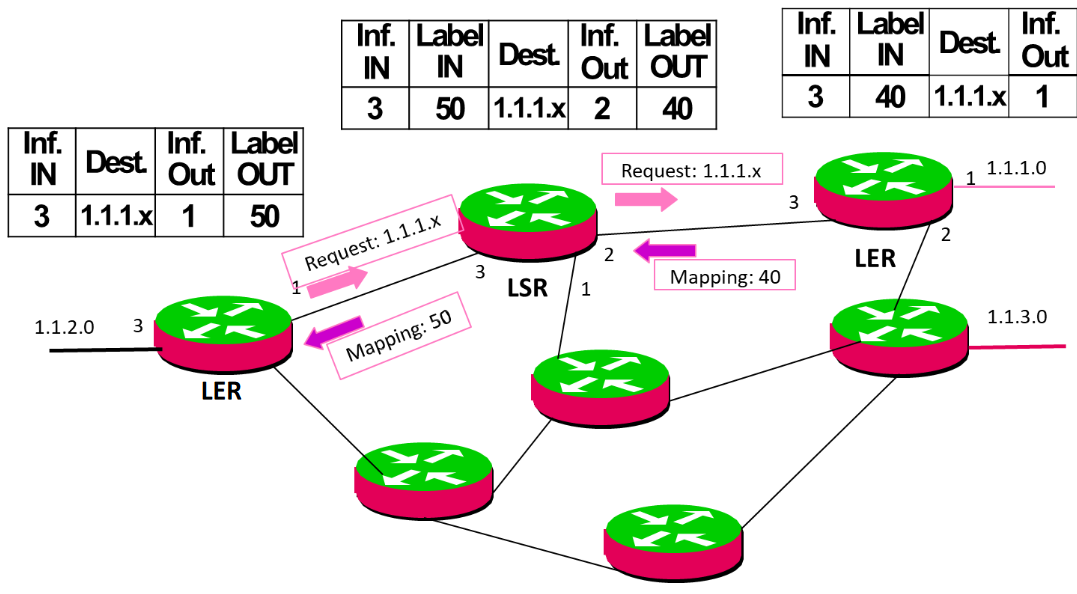 Inf. IN Label IN Dest. Inf. Out Label OUT
3 50 1.1.1.x 2 40
Inf. IN Label IN Dest. Inf. Out
3 40 1.1.1.x 1
Inf. IN Dest. Inf. Out Label OUT
3 1.1.1.x 1 50
Request: 1.1.1.x
1.1.1.0
1
3
2
LER
Request: 1.1.1.x
2
Mapping: 40
3
LSR
1
1
Mapping: 50
1.1.2.0
3
LER
1.1.3.0